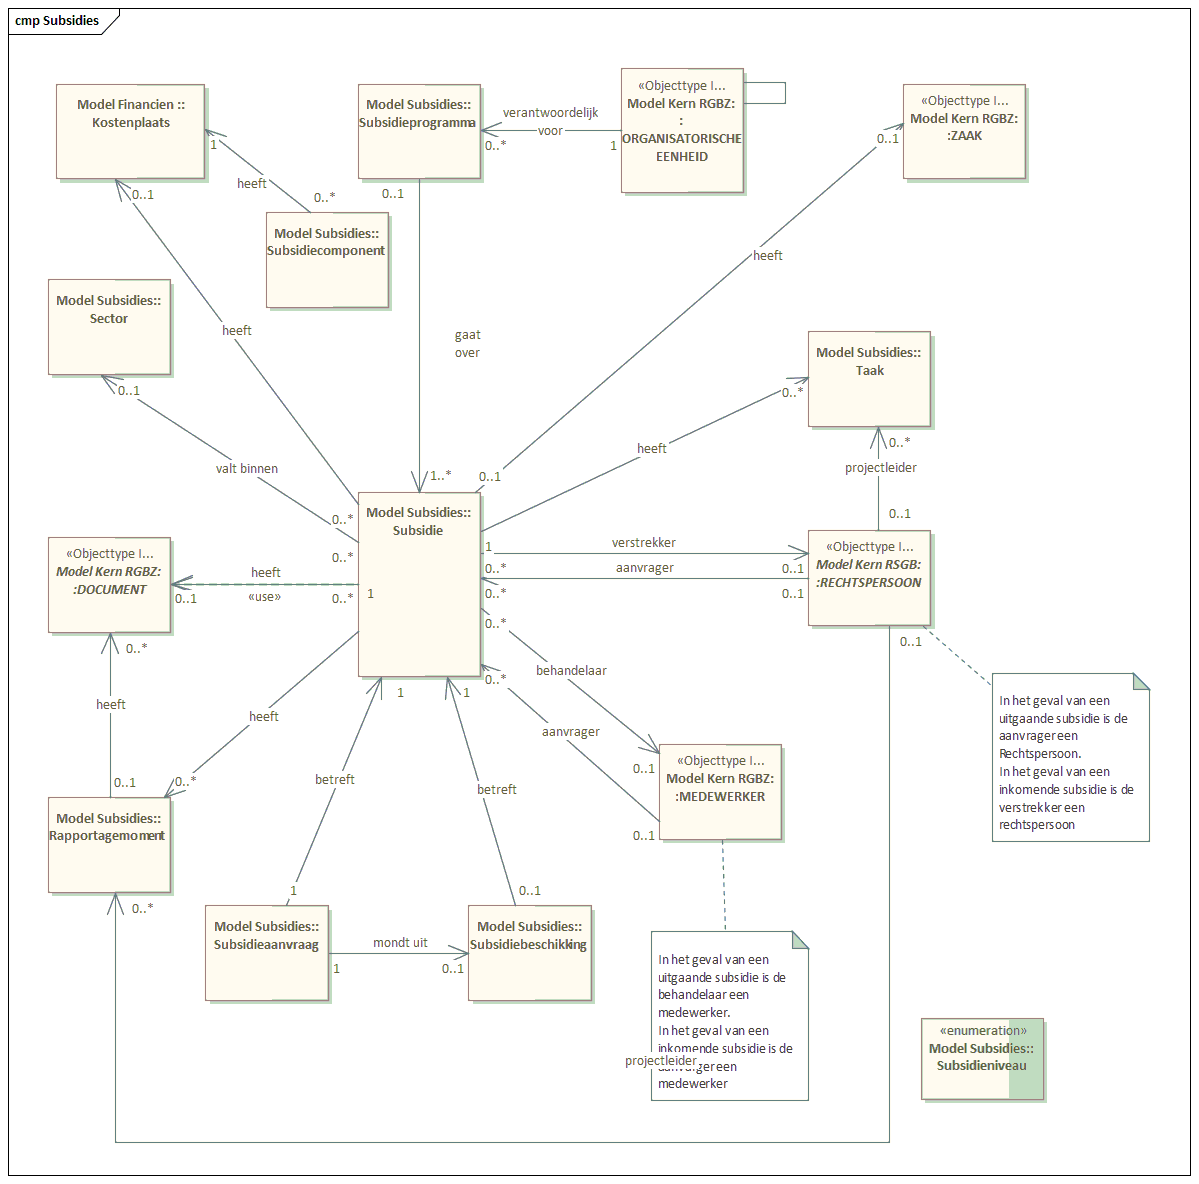 cmp Subsidies
Model Financien ::
Kostenplaats
Model Subsidies::
Subsidieprogramma
«Objecttype I...
Model Kern RGBZ:
:
ORGANISATORISCHE
EENHEID
«Objecttype I...
Model Kern RGBZ:
:ZAAK
verantwoordelijk
voor
0..*
1
0..1
1
heeft
0..*
0..1
0..1
Model Subsidies::
Subsidiecomponent
heeft
Model Subsidies::
Sector
heeft
gaat
over
Model Subsidies::
Taak
0..1
0..*
heeft
0..*
valt binnen
projectleider
1..*
0..1
0..*
0..1
Model Subsidies::
Subsidie
«Objecttype I...
Model Kern RGBZ:
:DOCUMENT
0..*
1
verstrekker
«Objecttype I...
Model Kern RSGB:
:RECHTSPERSOON
heeft
0..*
aanvrager
0..1
0..1
«use»
0..*
1
0..*
0..1
0..*
0..1
0..*
behandelaar
0..*
aanvrager
heeft
heeft
1
1
In het geval van een
uitgaande subsidie is de
aanvrager een
Rechtspersoon.
In het geval van een
inkomende subsidie is de
verstrekker een
rechtspersoon
«Objecttype I...
Model Kern RGBZ:
:MEDEWERKER
0..1
0..1
0..1
0..*
betreft
betreft
Model Subsidies::
Rapportagemoment
0..*
1
0..1
Model Subsidies::
Subsidieaanvraag
mondt uit
1
0..1
Model Subsidies::
Subsidiebeschikking
In het geval van een
uitgaande subsidie is de
behandelaar een
medewerker.
In het geval van een
inkomende subsidie is de
een
medewerker
projectleider
«enumeration»
Model Subsidies::
Subsidieniveau